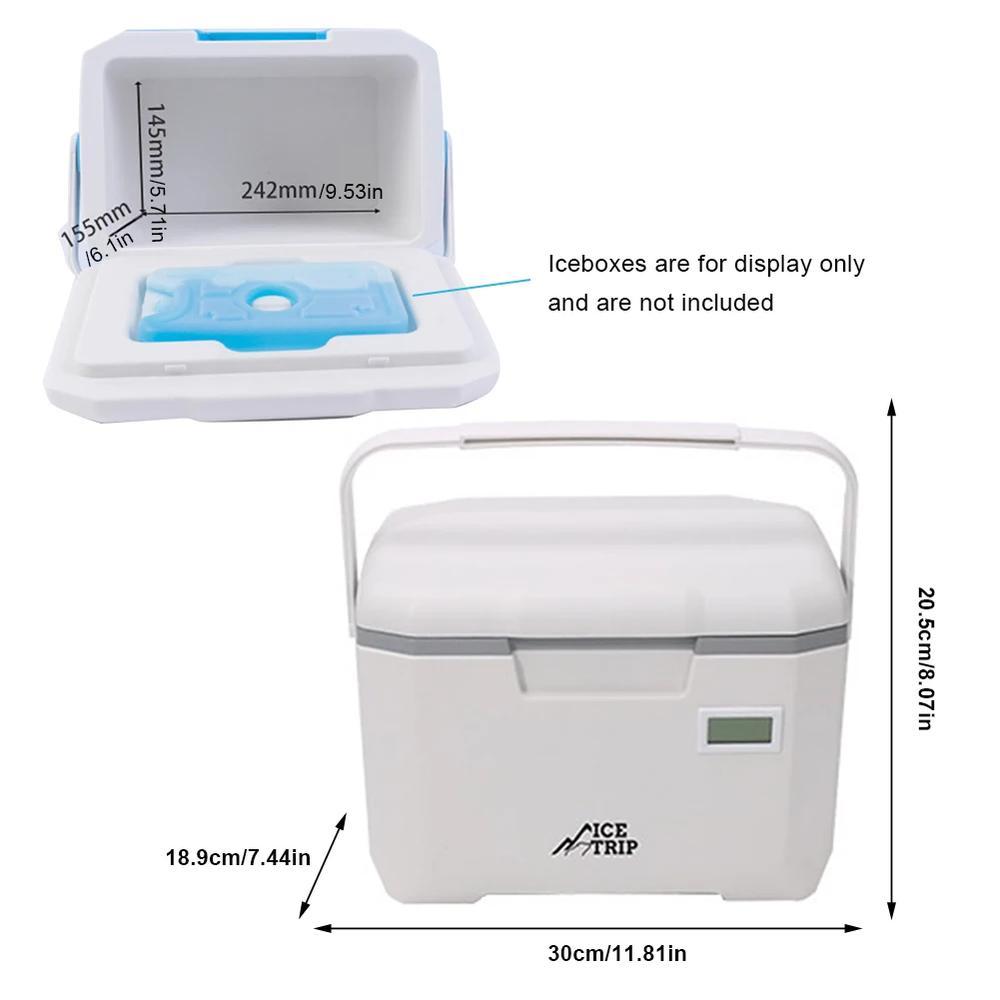 145mm/5.71in
242mm/9.53in
155mm
/6.1in
Iceboxes are for display only
and are not included
20.5cm/8.07in
ICE
TRIP
18.9cm/7.44in
30cm/11.81in